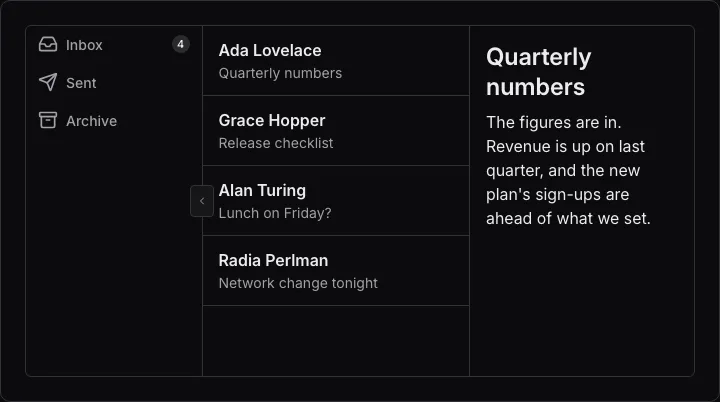 Inbox
4
Sent
Archive
Ada Lovelace
Quarterly numbers
Grace Hopper
Release checklist
Alan Turing
Lunch on Friday?
Radia Perlman
Network change tonight
Quarterly
numbers
The figures are in.
Revenue is up on last
quarter, and the new
plan's sign-ups are
ahead of what we set.